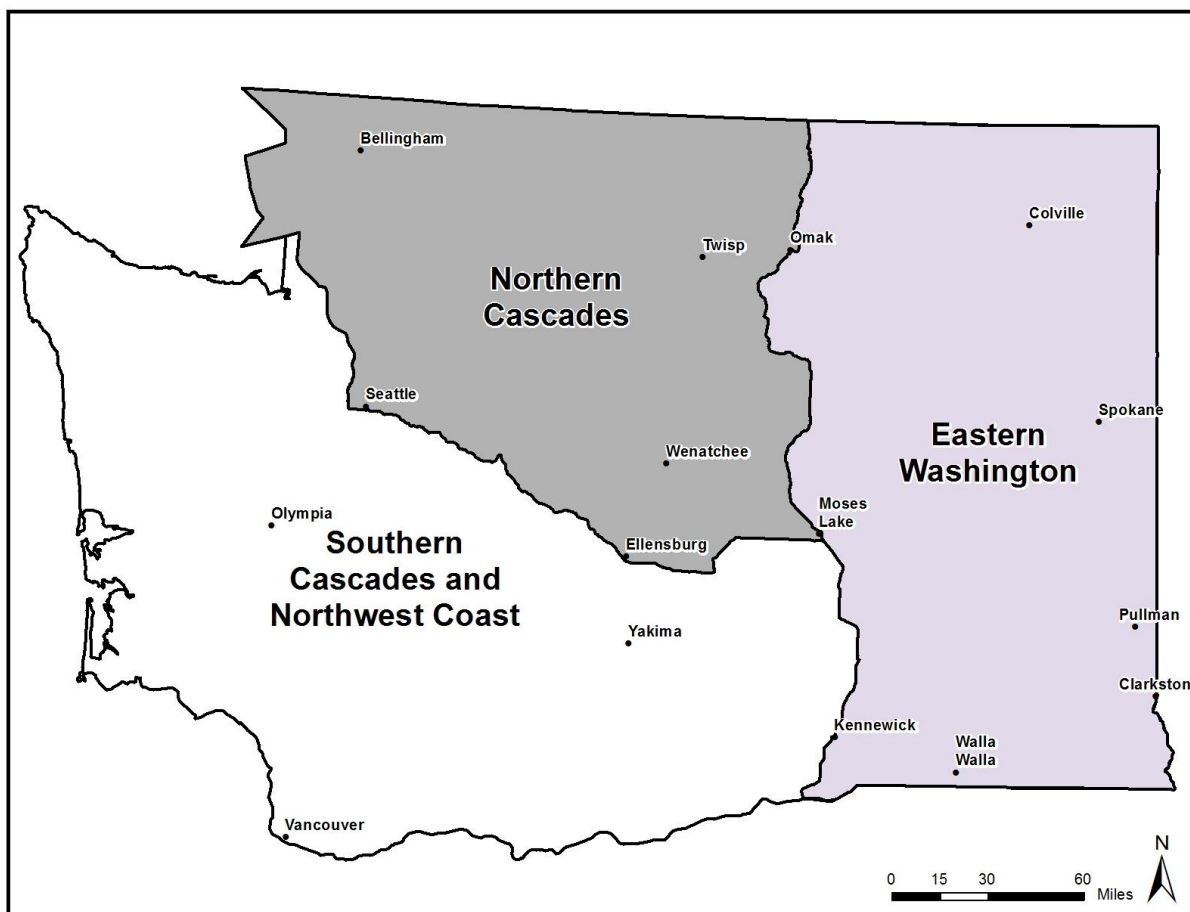 Bellingham
Colville
Twisp
Omak
Northern
Cascades
Seattle
Spokane
Eastern
Washington
Wenatchee
Moses
Lake
Olympia
Ellensburg
Southern
Cascades and
Northwest Coast
Yakima
Pullman
Clarkston
Kennewick
Walla
Walla
Vancouver
N
0 15 30 60
Miles